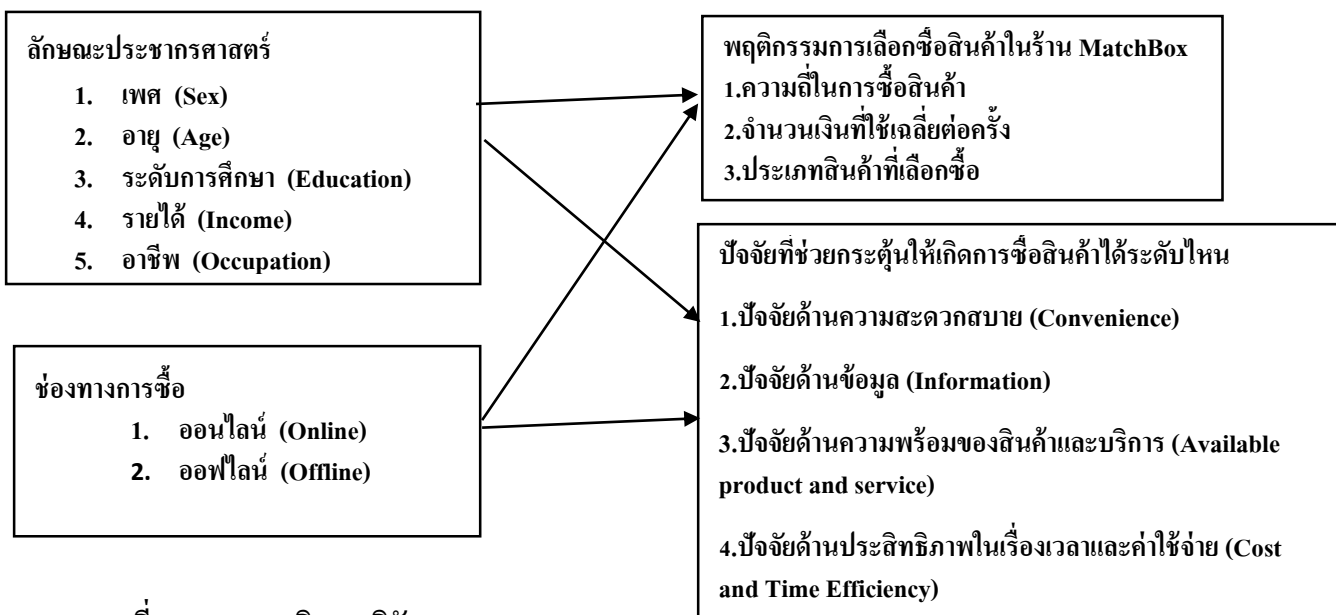 ลักษณะประชากรศาสตร์
1. เพศ (Sex)
2. อายุ (Age)
3. ระดับการศึกษา (Education)
4. รายได้ (Income)
5. อาชีพ (Occupation)
ช่องทางการซื้อ
1. ออนไลน์ (Online)
2. ออฟไลน์ (Offline)
พฤติกรรมการเลือกซื้อสินค้าในร้าน MatchBox
1.ความถี่ในการซื้อสินค้า
2.จำนวนเงินที่ใช้เฉลี่ยต่อครั้ง
3.ประเภทสินค้าที่เลือกซื้อ
ปัจจัยที่ช่วยกระตุ้นให้เกิดการซื้อสินค้าได้ระดับไหน
1.ปัจจัยด้านความสะดวกสบาย (Convenience)
2.ปัจจัยด้านข้อมูล (Information)
3.ปัจจัยด้านความพร้อมของสินค้าและบริการ (Available
product and service)
4.ปัจจัยด้านประสิทธิภาพในเรื่องเวลาและค่าใช้จ่าย (Cost
and Time Efficiency)